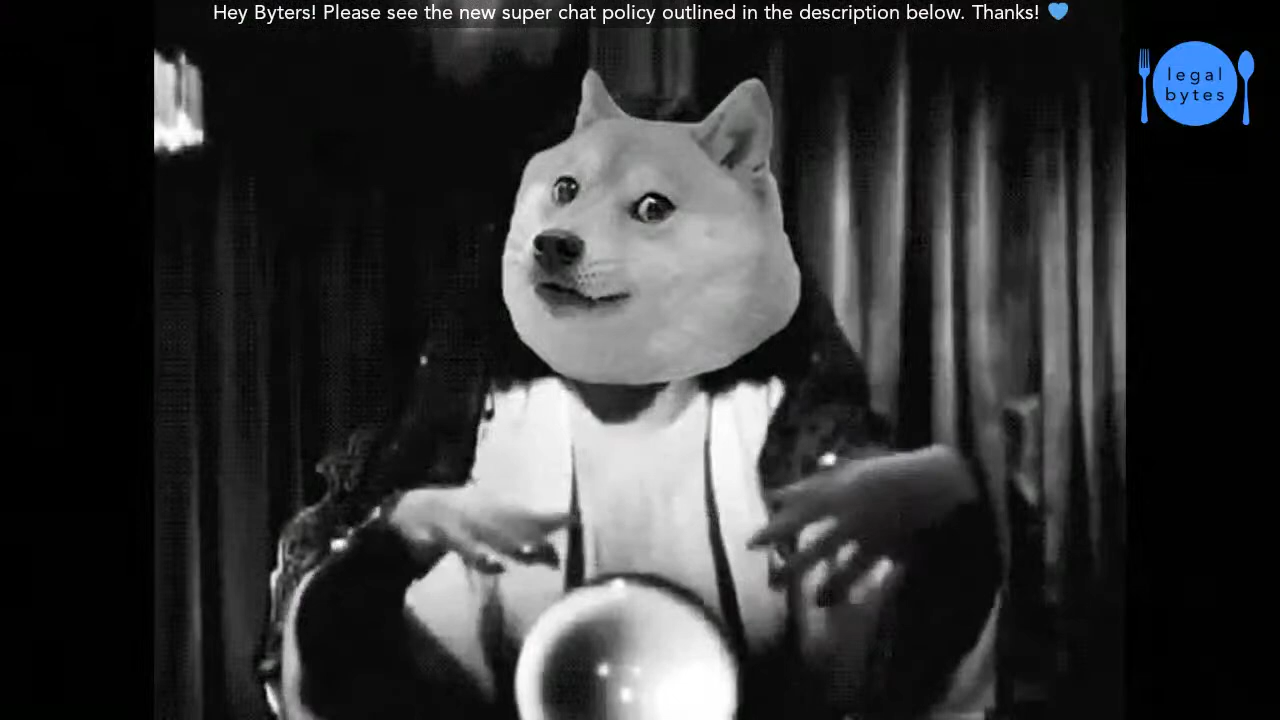 Hey Byters! Please see the new super chat policy outlined in the description below. Thanks! 💙
legal
bytes